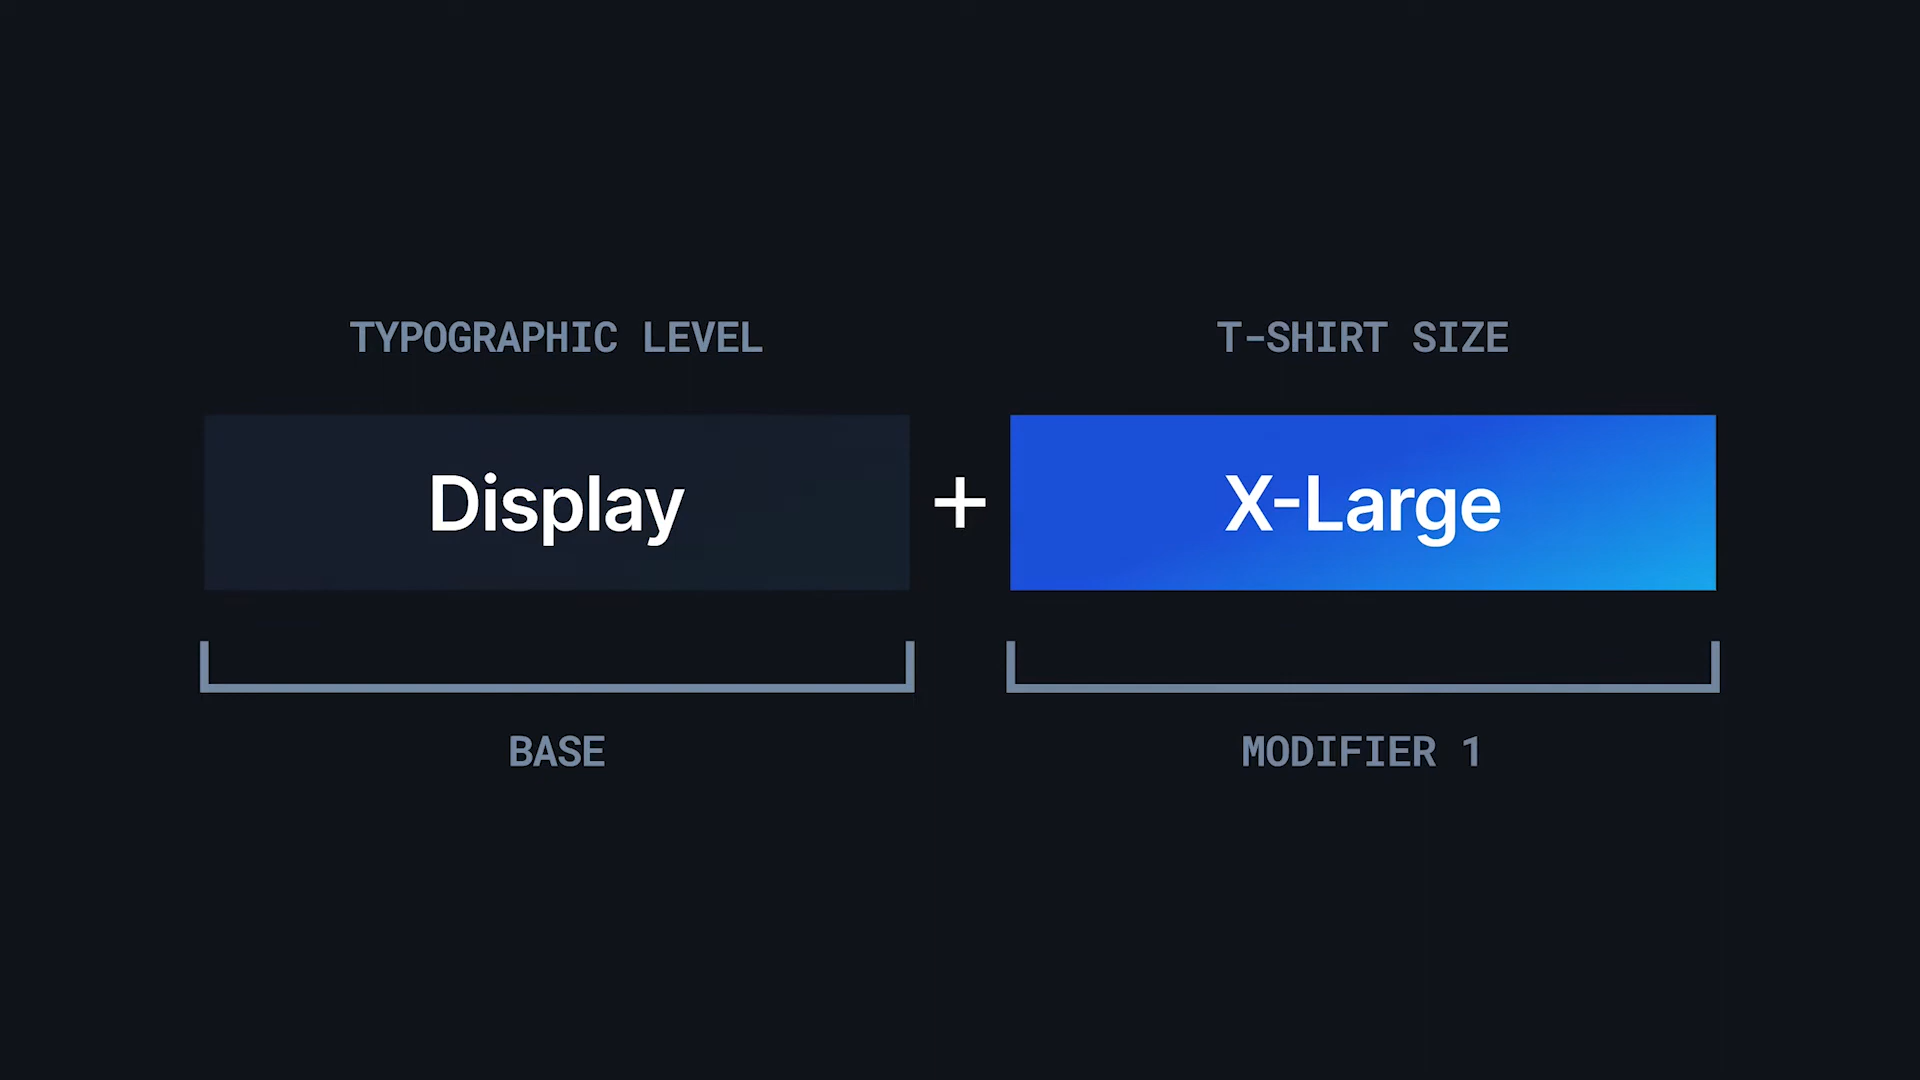 TYPOGRAPHIC LEVEL
T-SHIRT SIZE
Display + X-Large
BASE
MODIFIER 1